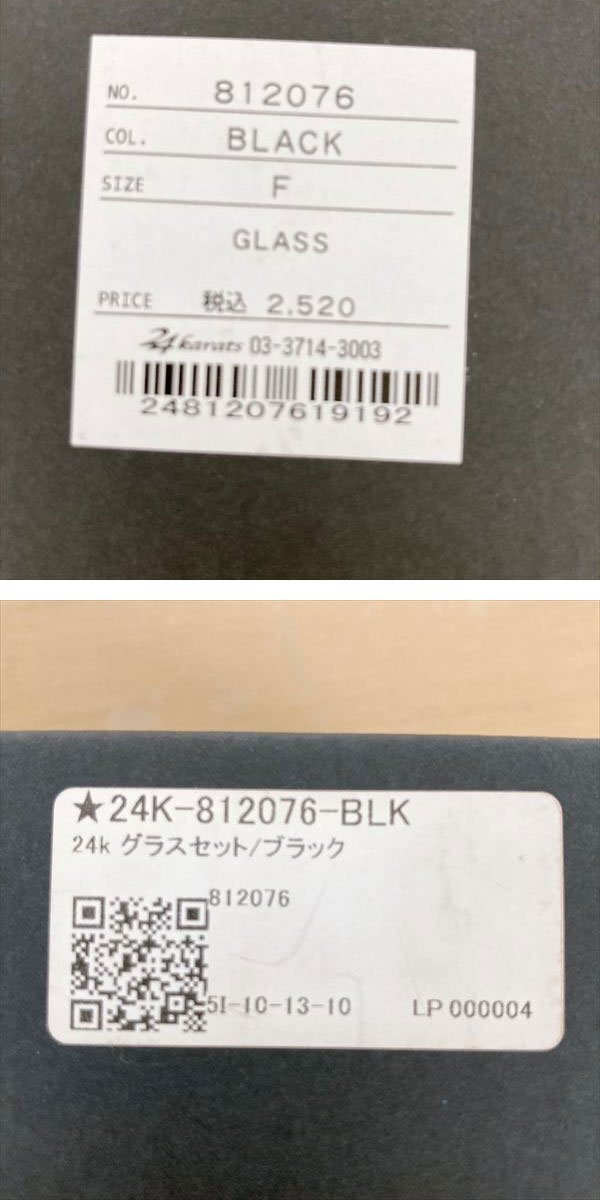 NO. 812076
COL. BLACK
SIZE F
GLASS
PRICE 税込 2.520
24karats 03-3714-3003
2481207619192
★24K-812076-BLK
24k グラスセット/ブラック
812076
5I-10-13-10 LP 000004